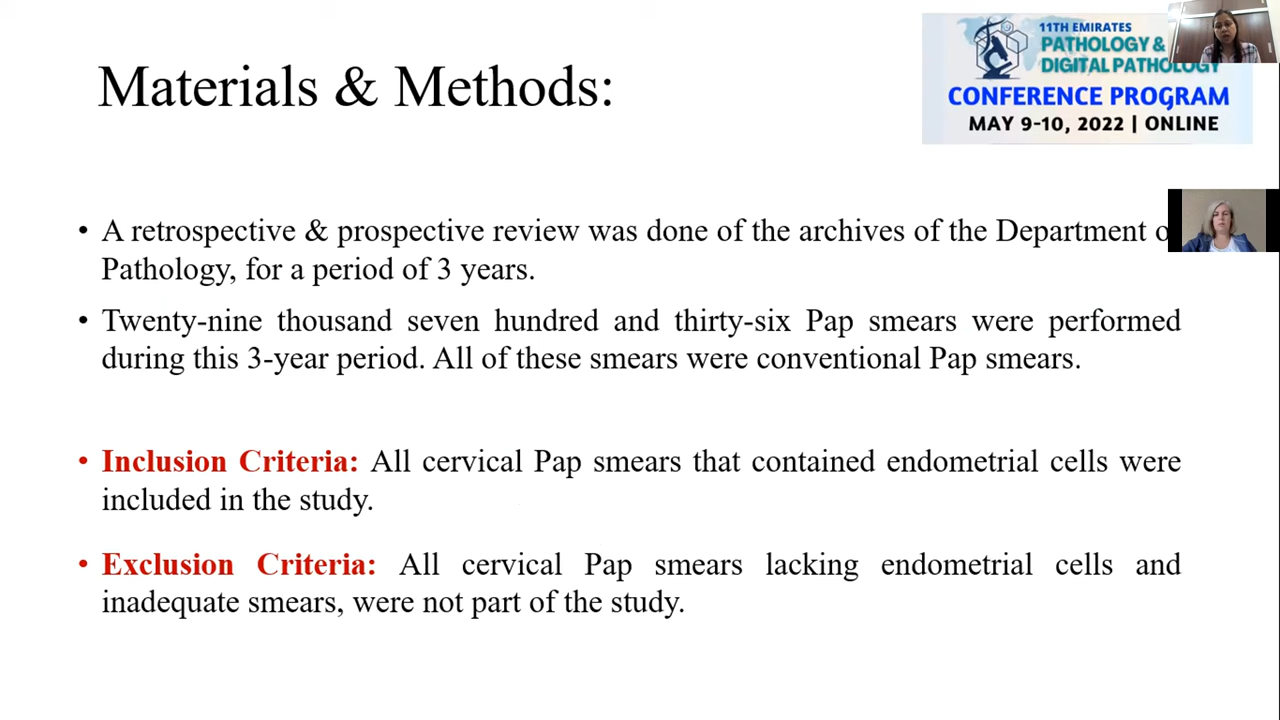 Materials & Methods:
11TH EMIRATES
PATHOLOGY &
DIGITAL PATHOLOGY
CONFERENCE PROGRAM
MAY 9-10, 2022 | ONLINE
• A retrospective & prospective review was done of the archives of the Department
Pathology, for a period of 3 years.
• Twenty-nine thousand seven hundred and thirty-six Pap smears were performed
during this 3-year period. All of these smears were conventional Pap smears.
• Inclusion Criteria: All cervical Pap smears that contained endometrial cells were
included in the study.
• Exclusion Criteria: All cervical Pap smears lacking endometrial cells and
inadequate smears, were not part of the study.